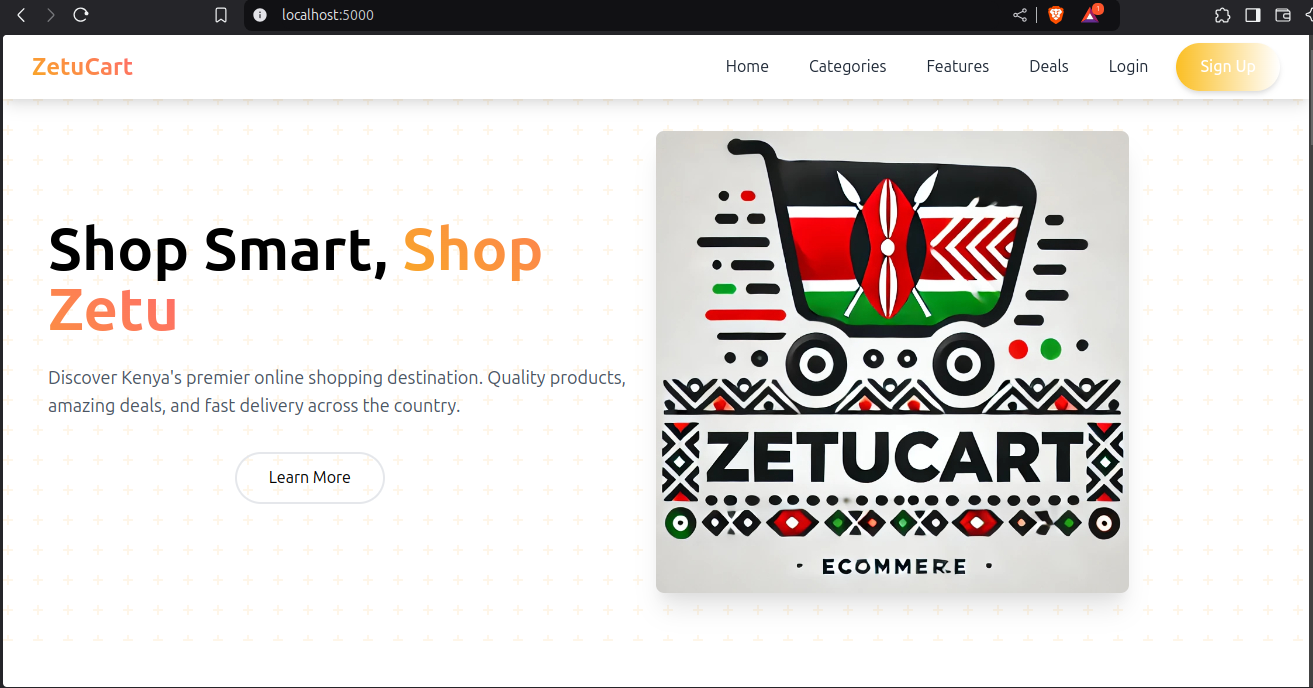 localhost:5000
1
ZetuCart
Home Categories Features Deals Login Sign Up
Shop Smart, Shop
Zetu
Discover Kenya's premier online shopping destination. Quality products,
amazing deals, and fast delivery across the country.
Learn More
ZETUCART
· ECOMMERE ·